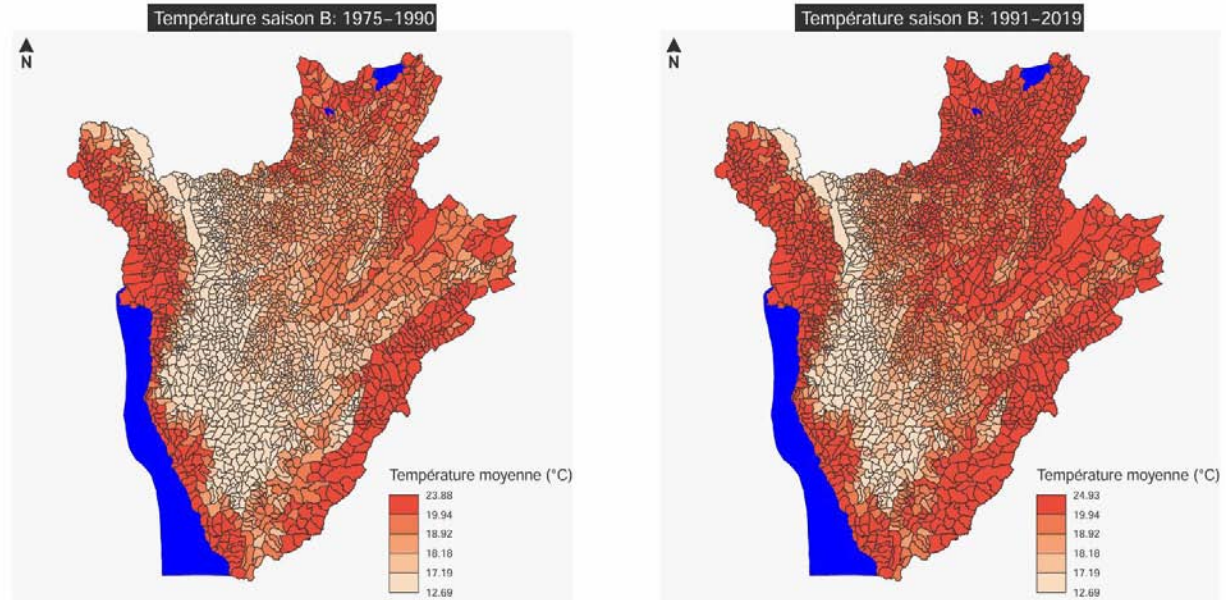 Température saison B: 1975–1990
N
Température moyenne (°C)
23.88
19.94
18.92
18.18
17.19
12.69
Température saison B: 1991–2019
N
Température moyenne (°C)
24.93
19.94
18.92
18.18
17.19
12.69